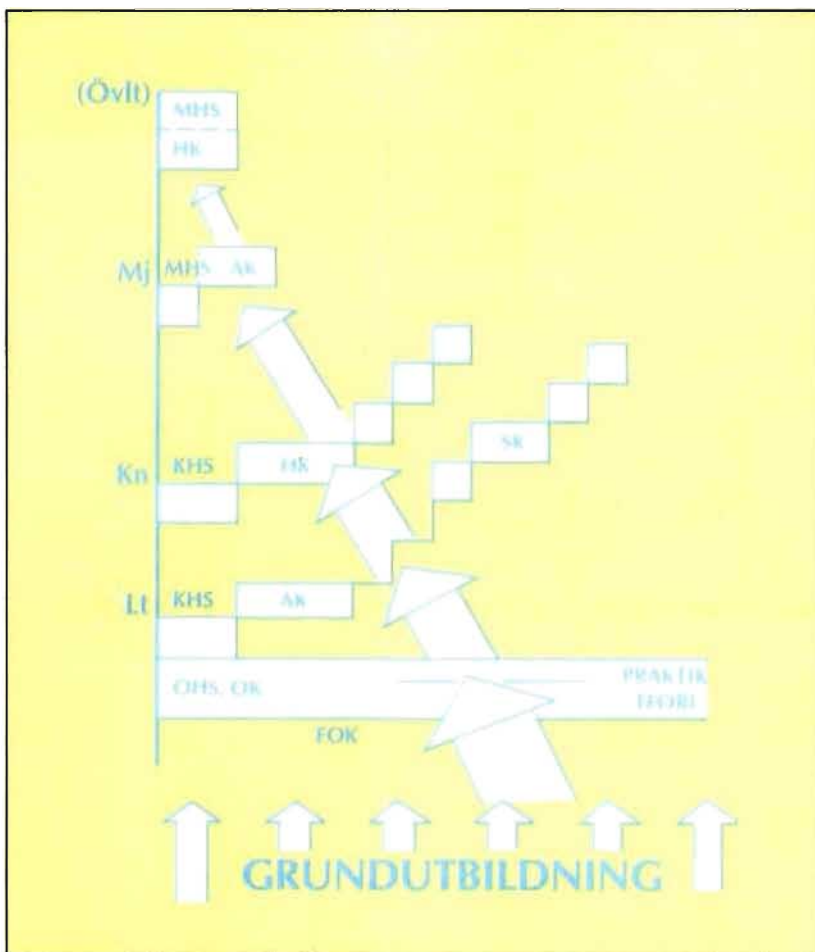 (Övlt)
MHS
HK
Mj MHS AK
Kn KHS HK
SK
Lt KHS AK
OHS. OK
PRAKTIK
TEORI
FOK
GRUNDUTBILDNING